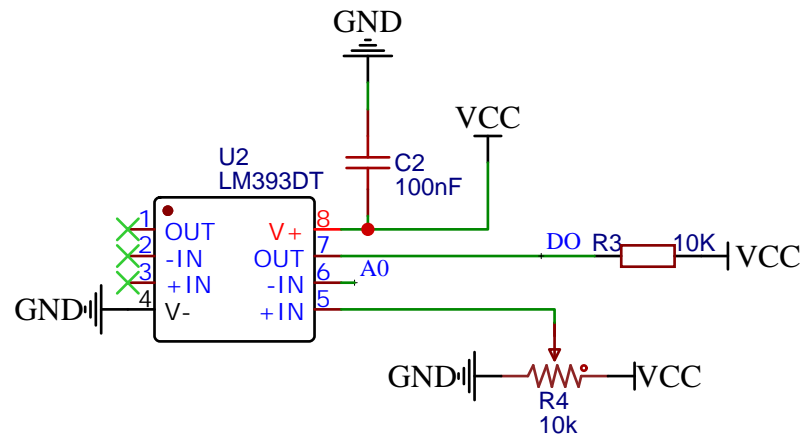 GND
VCC
C2
100nF
U2
LM393DT
1
OUT
2
-IN
3
+IN
4
V-
GND
V+
8
OUT
7
-IN
6
+IN
5
A0
DO
R3
10K
VCC
GND
VCC
R4
10k